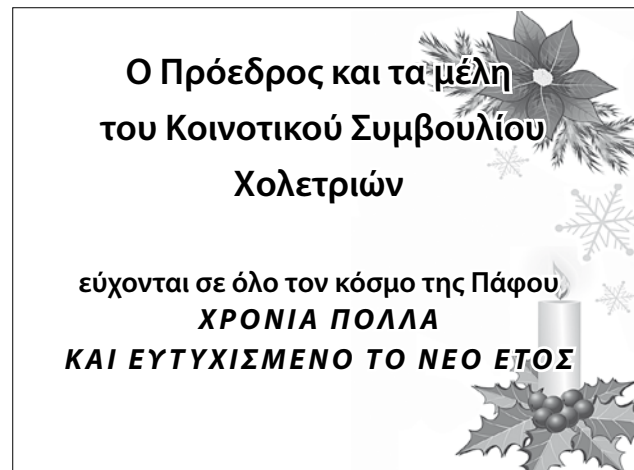 Ο Πρόεδρος και τα μέλη
του Κοινοτικού Συμβουλίου
Χολετριών
εύχονται σε όλο τον κόσμο της Πάφου
ΧΡΟΝΙΑ ΠΟΛΛΑ
ΚΑΙ ΕΥΤΥΧΙΣΜΕΝΟ ΤΟ ΝΕΟ ΕΤΟΣ